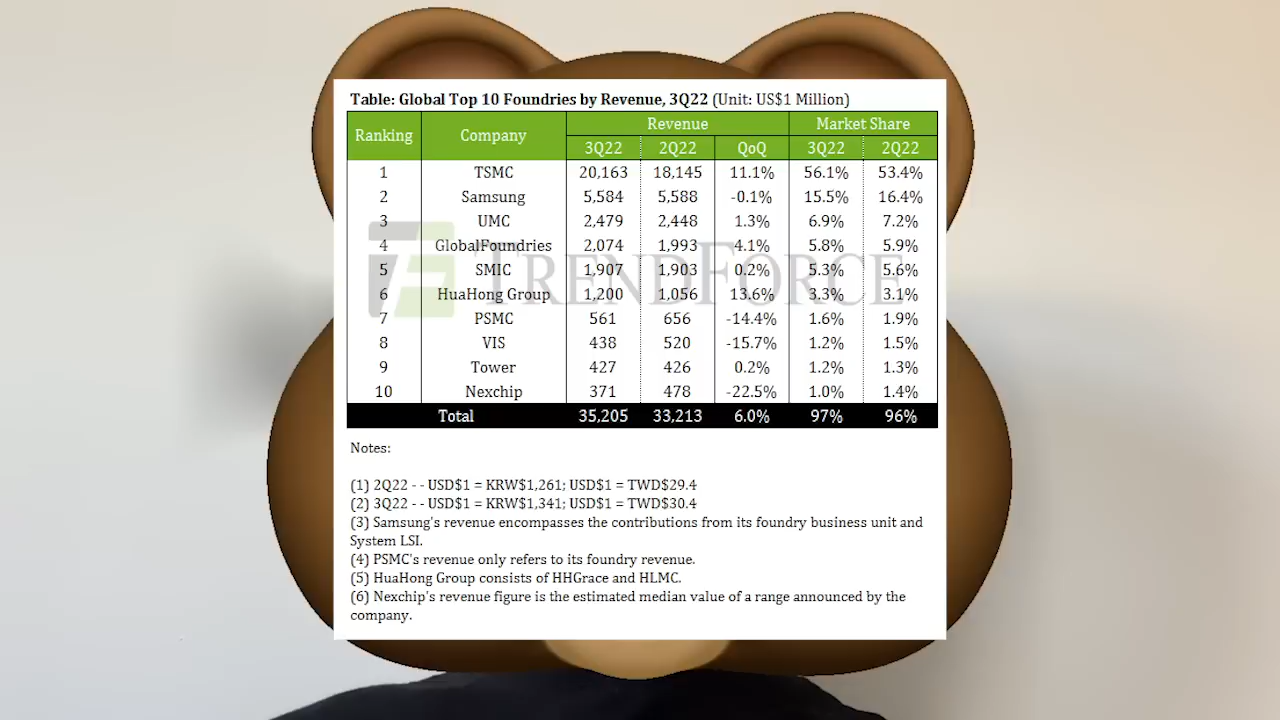 Table: Global Top 10 Foundries by Revenue, 3Q22 (Unit: US$1 Million)
Ranking Company Revenue Market Share
3Q22 2Q22 QoQ 3Q22 2Q22
1 TSMC 20,163 18,145 11.1% 56.1% 53.4%
2 Samsung 5,584 5,588 -0.1% 15.5% 16.4%
3 UMC 2,479 2,448 1.3% 6.9% 7.2%
4 GlobalFoundries 2,074 1,993 4.1% 5.8% 5.9%
5 SMIC 1,907 1,903 0.2% 5.3% 5.6%
6 HuaHong Group 1,200 1,056 13.6% 3.3% 3.1%
7 PSMC 561 656 -14.4% 1.6% 1.9%
8 VIS 438 520 -15.7% 1.2% 1.5%
9 Tower 427 426 0.2% 1.2% 1.3%
10 Nexchip 371 478 -22.5% 1.0% 1.4%
Total 35,205 33,213 6.0% 97% 96%
TRENDFORCE
Notes:
(1) 2Q22 - - USD$1 = KRW$1,261; USD$1 = TWD$29.4
(2) 3Q22 - - USD$1 = KRW$1,341; USD$1 = TWD$30.4
(3) Samsung's revenue encompasses the contributions from its foundry business unit and
System LSI.
(4) PSMC's revenue only refers to its foundry revenue.
(5) HuaHong Group consists of HHGrace and HLMC.
(6) Nexchip's revenue figure is the estimated median value of a range announced by the
company.